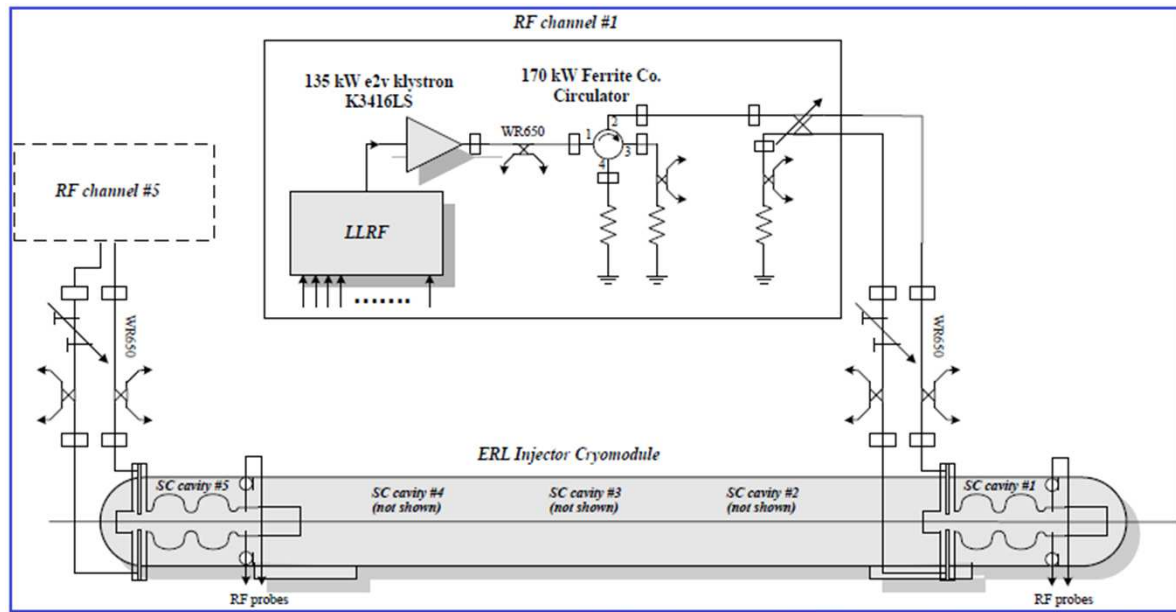 RF channel #1
135 kW e2v klystron
K3416LS
170 kW Ferrite Co.
Circulator
WR650
1
2
3
4
LLRF
.......
RF channel #5
WR650
WR650
ERL Injector Cryomodule
SC cavity #5
SC cavity #4
(not shown)
SC cavity #3
(not shown)
SC cavity #2
(not shown)
SC cavity #1
RF probes
RF probes